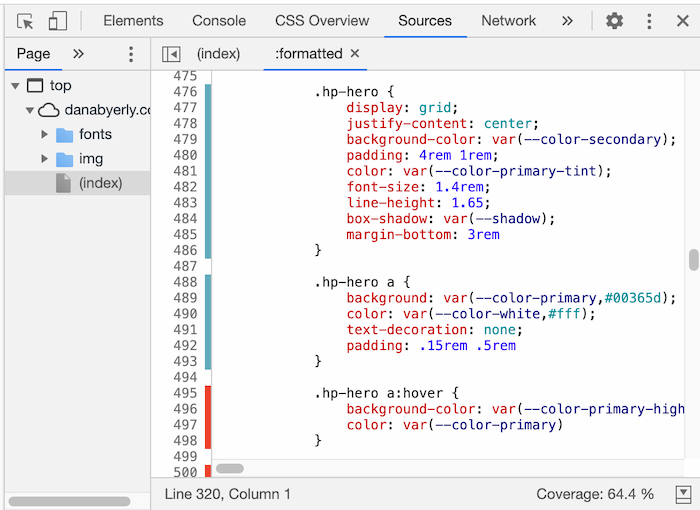 Elements Console CSS Overview Sources Network »
Page » (index) :formatted ×
top
danabyerly.co
fonts
img
(index)
475
476 .hp-hero {
477 display: grid;
478 justify-content: center;
479 background-color: var(--color-secondary);
480 padding: 4rem 1rem;
481 color: var(--color-primary-tint);
482 font-size: 1.4rem;
483 line-height: 1.65;
484 box-shadow: var(--shadow);
485 margin-bottom: 3rem
486 }
487
488 .hp-hero a {
489 background: var(--color-primary,#00365d);
490 color: var(--color-white,#fff);
491 text-decoration: none;
492 padding: .15rem .5rem
493 }
494
495 .hp-hero a:hover {
496 background-color: var(--color-primary-high
497 color: var(--color-primary)
498 }
499
500
Line 320, Column 1 Coverage: 64.4 %